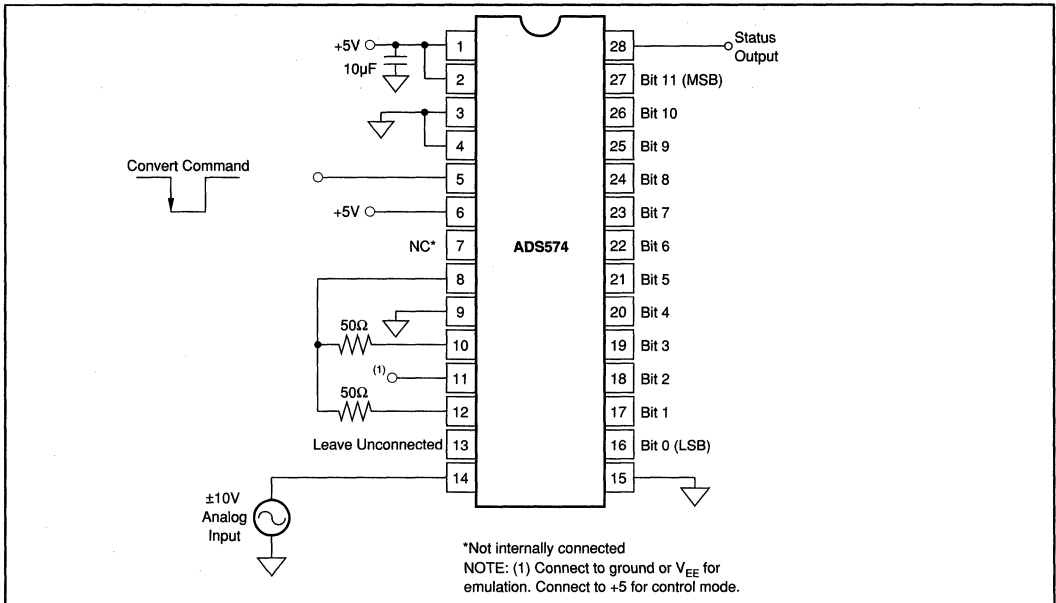 +5V
10µF
1
2
3
4
5
6
7
8
9
10
11
12
13
14
Convert Command
+5V
NC*
50Ω
(1)
50Ω
Leave Unconnected
±10V
Analog
Input
ADS574
28
27
26
25
24
23
22
21
20
19
18
17
16
15
Status
Output
Bit 11 (MSB)
Bit 10
Bit 9
Bit 8
Bit 7
Bit 6
Bit 5
Bit 4
Bit 3
Bit 2
Bit 1
Bit 0 (LSB)
*Not internally connected
NOTE: (1) Connect to ground or VEE for
emulation. Connect to +5 for control mode.